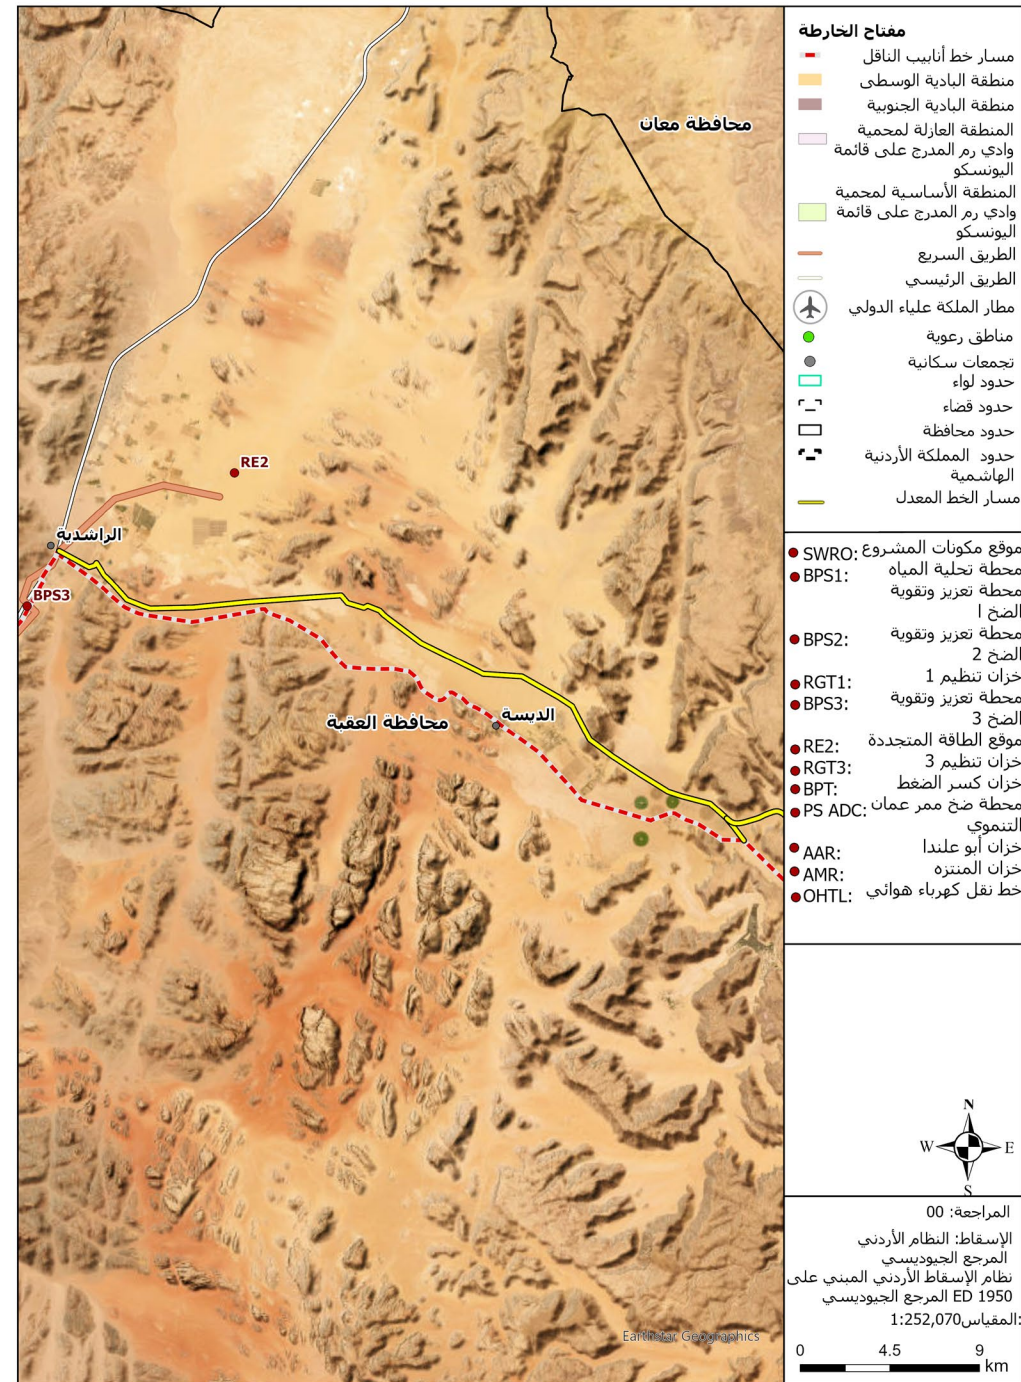 محافظة معان
RE2
الراشدية
BPS3
الديسة
محافظة العقبة
Earthstar Geographics
مفتاح الخارطة
مسار خط أنابيب الناقل
منطقة البادية الوسطى
منطقة البادية الجنوبية
المنطقة العازلة لمحمية
وادي رم المدرج على قائمة
اليونسكو
المنطقة الأساسية لمحمية
وادي رم المدرج على قائمة
اليونسكو
الطريق السريع
الطريق الرئيسي
مطار الملكة علياء الدولي
مناطق رعوية
تجمعات سكانية
حدود لواء
حدود قضاء
حدود محافظة
حدود المملكة الأردنية
الهاشمية
مسار الخط المعدل
موقع مكونات المشروع
SWRO: محطة تحلية المياه
BPS1: محطة تعزيز وتقوية
الضخ ا
BPS2: محطة تعزيز وتقوية
الضخ 2
RGT1: خزان تنظيم 1
BPS3: محطة تعزيز وتقوية
الضخ 3
RE2: موقع الطاقة المتجددة
RGT3: خزان تنظيم 3
BPT: خزان كسر الضغط
PS ADC: محطة ضخ ممر عمان
التنموي
AAR: خزان أبو علندا
AMR: خزان المنتزه
OHTL: خط نقل كهرباء هوائي
N
W E
S
المراجعة: 00
الإسقاط: النظام الأردني
المرجع الجيوديسي
نظام الإسقاط الأردني المبني على
ED 1950 المرجع الجيوديسي
المقياس:1:252,070
0 4.5 9
km